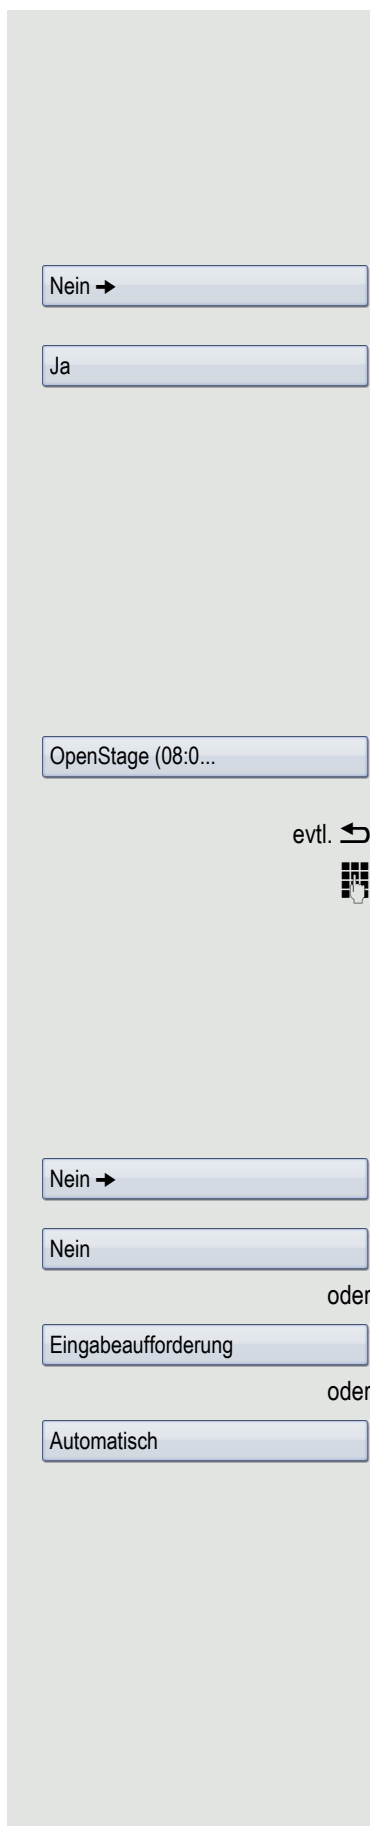 Nein →
Ja
OpenStage (08:0...
evtl.
Nein →
Nein
oder
Eingabeaufforderung
oder
Automatisch